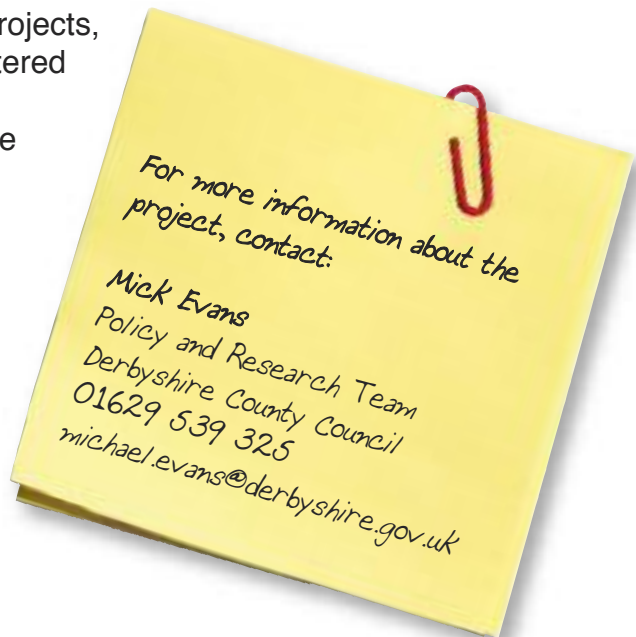 rojects,
tered
e
For more information about the
project, contact:
Mick Evans
Policy and Research Team
Derbyshire County Council
01629 539 325
michael.evans@derbyshire.gov.uk